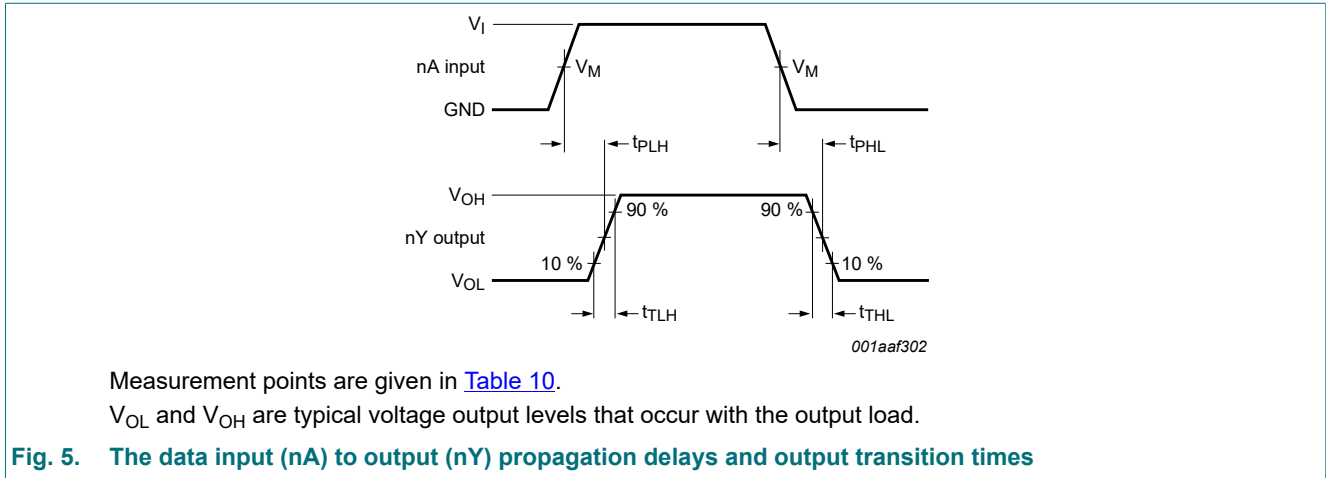 V_I
nA input
V_M
V_M
GND
t_PLH
t_PHL
V_OH
90 %
90 %
nY output
10 %
10 %
V_OL
t_TLH
t_THL
001aaf302
Measurement points are given in Table 10.
V_OL and V_OH are typical voltage output levels that occur with the output load.
Fig. 5. The data input (nA) to output (nY) propagation delays and output transition times